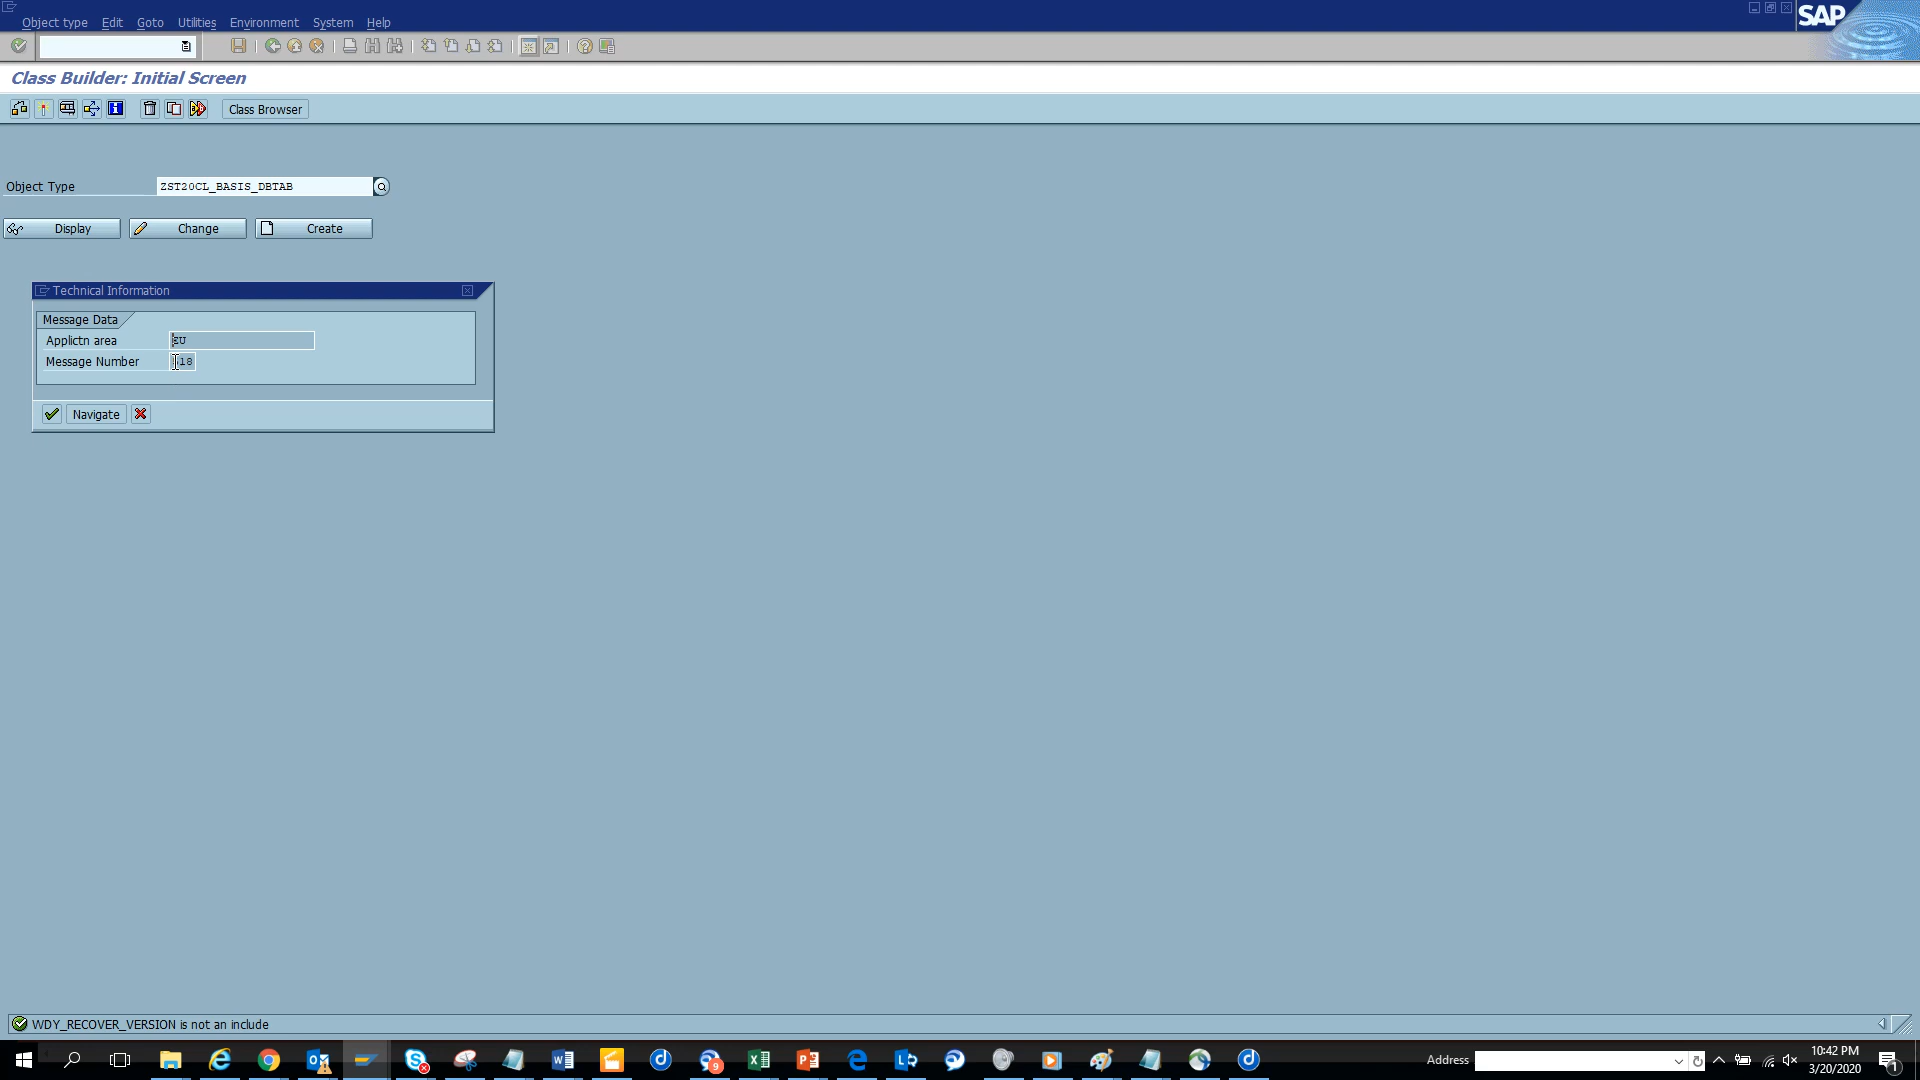 Object type Edit Goto Utilities Environment System Help
SAP
Class Builder: Initial Screen
Class Browser
Object Type ZST20CL_BASIS_DBTAB
Display Change Create
Technical Information
Message Data
Applictn area EU
Message Number
Navigate
WDY_RECOVER_VERSION is not an include
Address
10:42 PM
3/20/2020